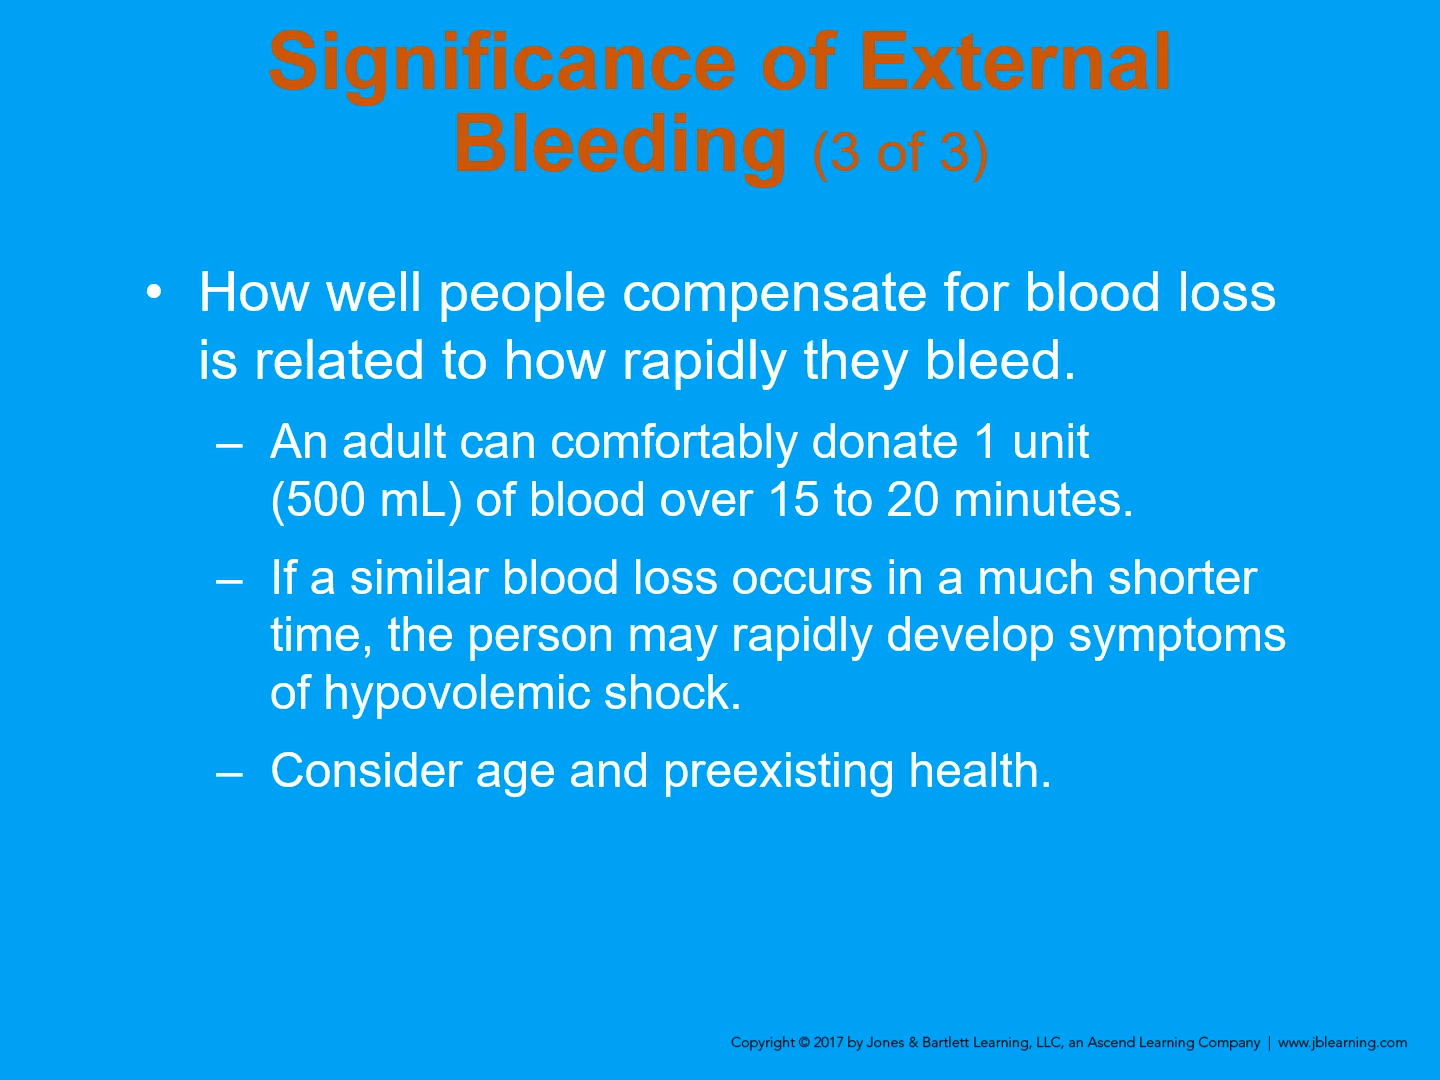 Significance of External
Bleeding (3 of 3)
• How well people compensate for blood loss
is related to how rapidly they bleed.
– An adult can comfortably donate 1 unit
(500 mL) of blood over 15 to 20 minutes.
– If a similar blood loss occurs in a much shorter
time, the person may rapidly develop symptoms
of hypovolemic shock.
– Consider age and preexisting health.
Copyright © 2017 by Jones & Bartlett Learning, LLC, an Ascend Learning Company | www.jblearning.com